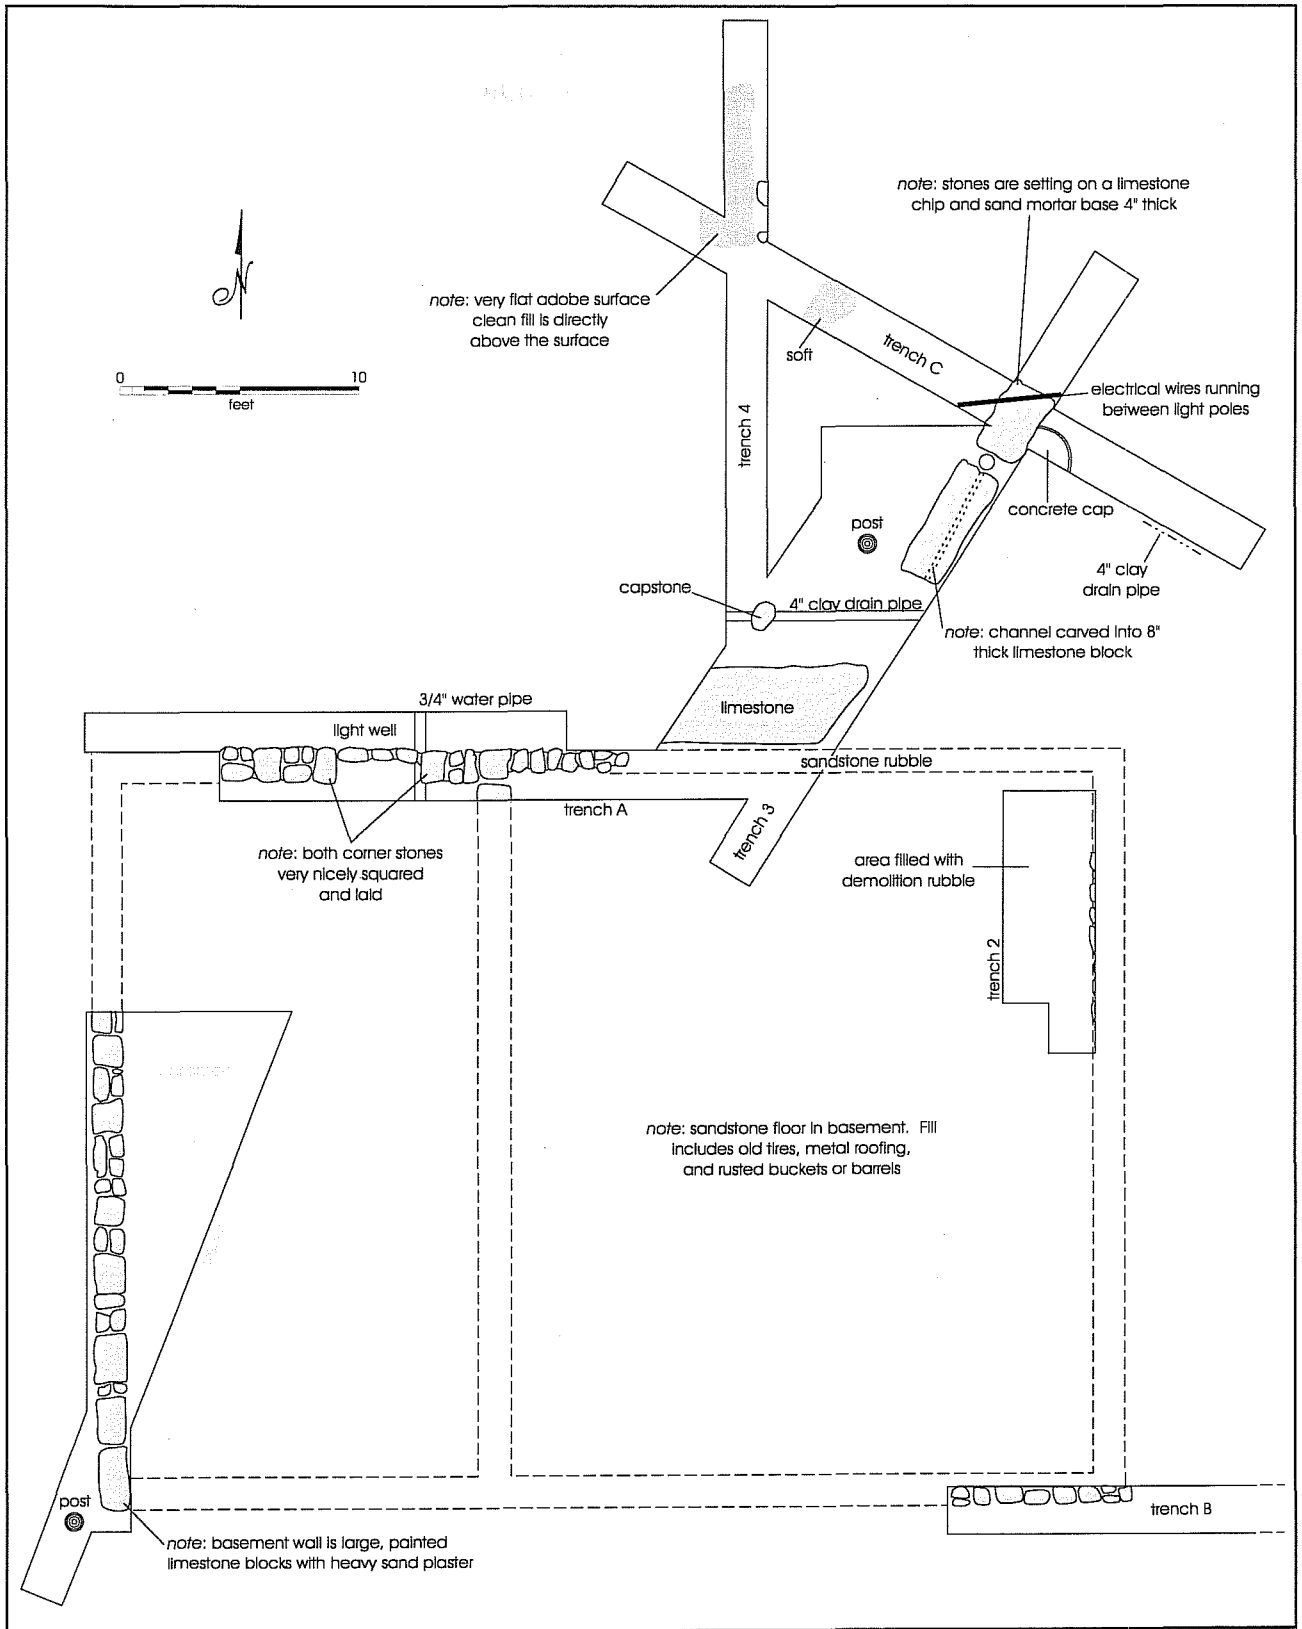 note: stones are setting on a limestone
chip and sand mortar base 4" thick
N
note: very flat adobe surface
clean fill is directly
above the surface
0 10
feet
soft
trench C
electrical wires running
between light poles
trench 4
concrete cap
post
4" clay
drain pipe
capstone
4" clay drain pipe
note: channel carved into 8"
thick limestone block
limestone
3/4" water pipe
light well
sandstone rubble
trench A
trench 3
note: both corner stones
very nicely squared
and laid
area filled with
demolition rubble
trench 2
note: sandstone floor in basement. Fill
includes old tires, metal roofing,
and rusted buckets or barrels
post
trench B
note: basement wall is large, painted
limestone blocks with heavy sand plaster